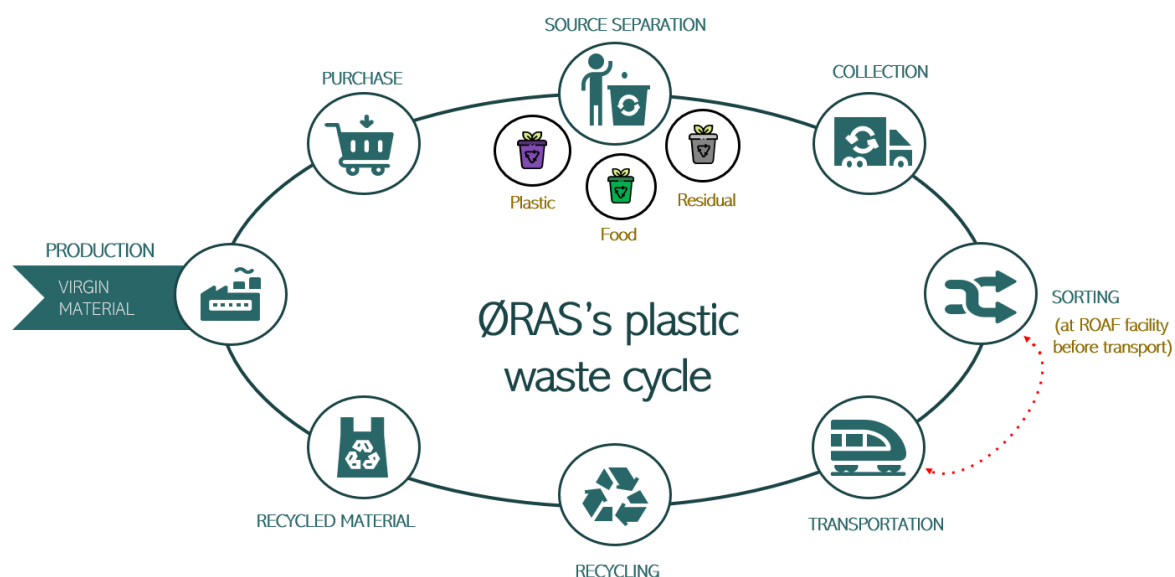 SOURCE SEPARATION
PURCHASE
COLLECTION
Plastic
Food
Residual
PRODUCTION
VIRGIN
MATERIAL
SORTING
(at ROAF facility
before transport)
ØRAS's plastic
waste cycle
RECYCLED MATERIAL
TRANSPORTATION
RECYCLING